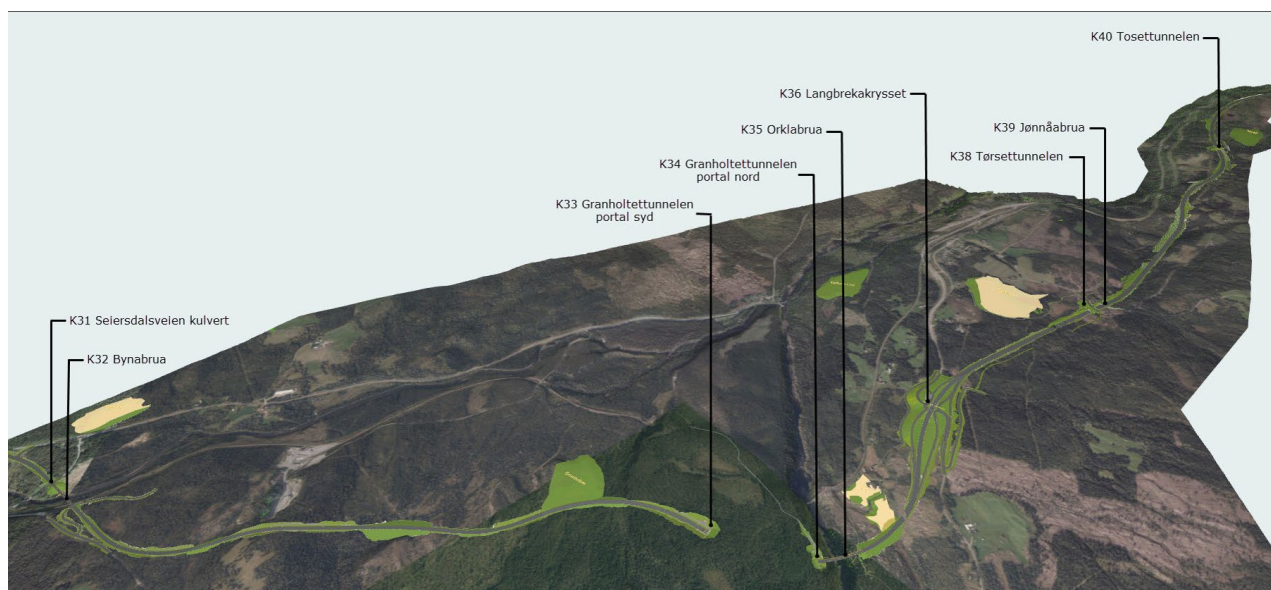 K40 Tosettunnelen
K36 Langbrekakrysset
K35 Orklabrua
K39 Jønnåabrua
K38 Tørsettunnelen
K34 Granholtettunnelen
portal nord
K33 Granholtettunnelen
portal syd
K31 Seiersdalsveien kulvert
K32 Bynabrua